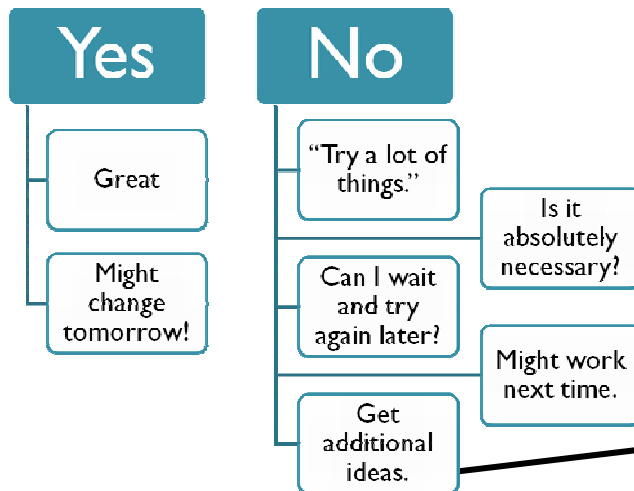 Yes
Great
Might
change
tomorrow!
No
“Try a lot of
things.”
Is it
absolutely
necessary?
Can I wait
and try
again later?
Might work
next time.
Get
additional
ideas.